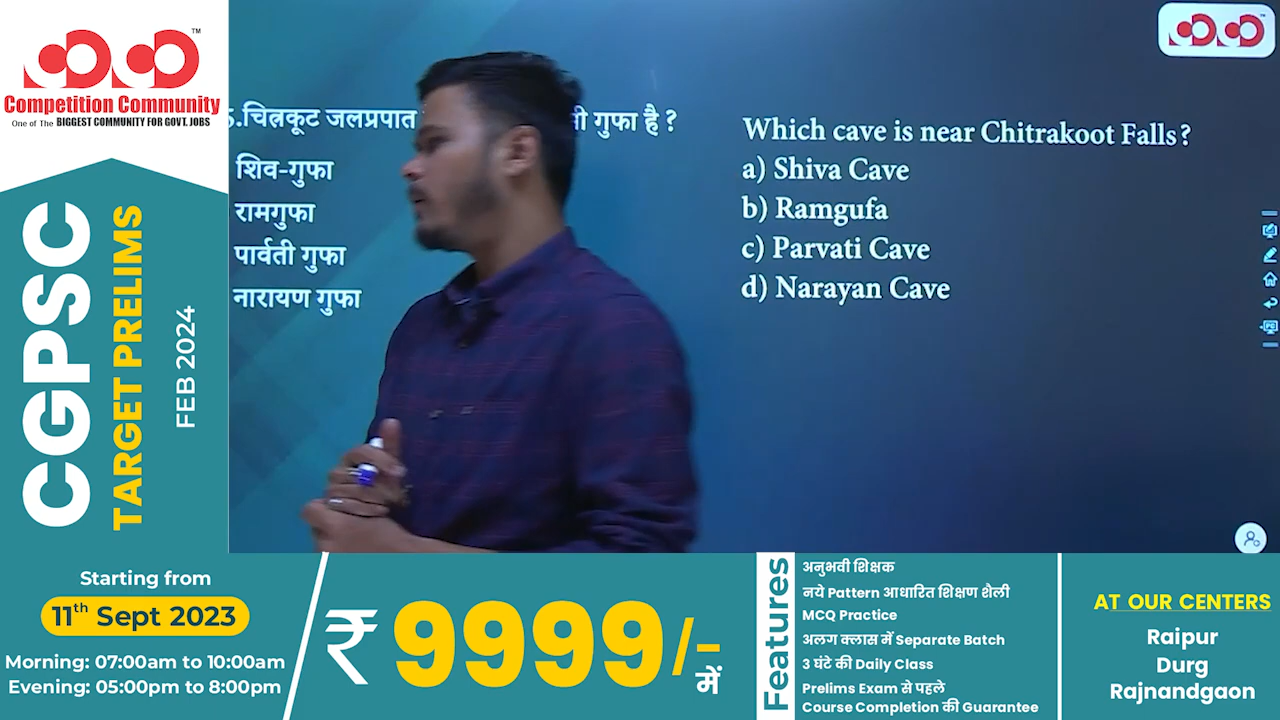 TM
Competition Community
One of The BIGGEST COMMUNITY FOR GOVT. JOBS
CGPSC
TARGET PRELIMS
FEB 2024
5.चित्रकूट जलप्रपात
गुफा है ?
शिव-गुफा
रामगुफा
पार्वती गुफा
नारायण गुफा
Which cave is near Chitrakoot Falls?
a) Shiva Cave
b) Ramgufa
c) Parvati Cave
d) Narayan Cave
Starting from
11th Sept 2023
Morning: 07:00am to 10:00am
Evening: 05:00pm to 8:00pm
₹ 9999/-
में
Features
अनुभवी शिक्षक
नये Pattern आधारित शिक्षण शैली
MCQ Practice
अलग क्लास में Separate Batch
3 घंटे की Daily Class
Prelims Exam से पहले
Course Completion की Guarantee
AT OUR CENTERS
Raipur
Durg
Rajnandgaon